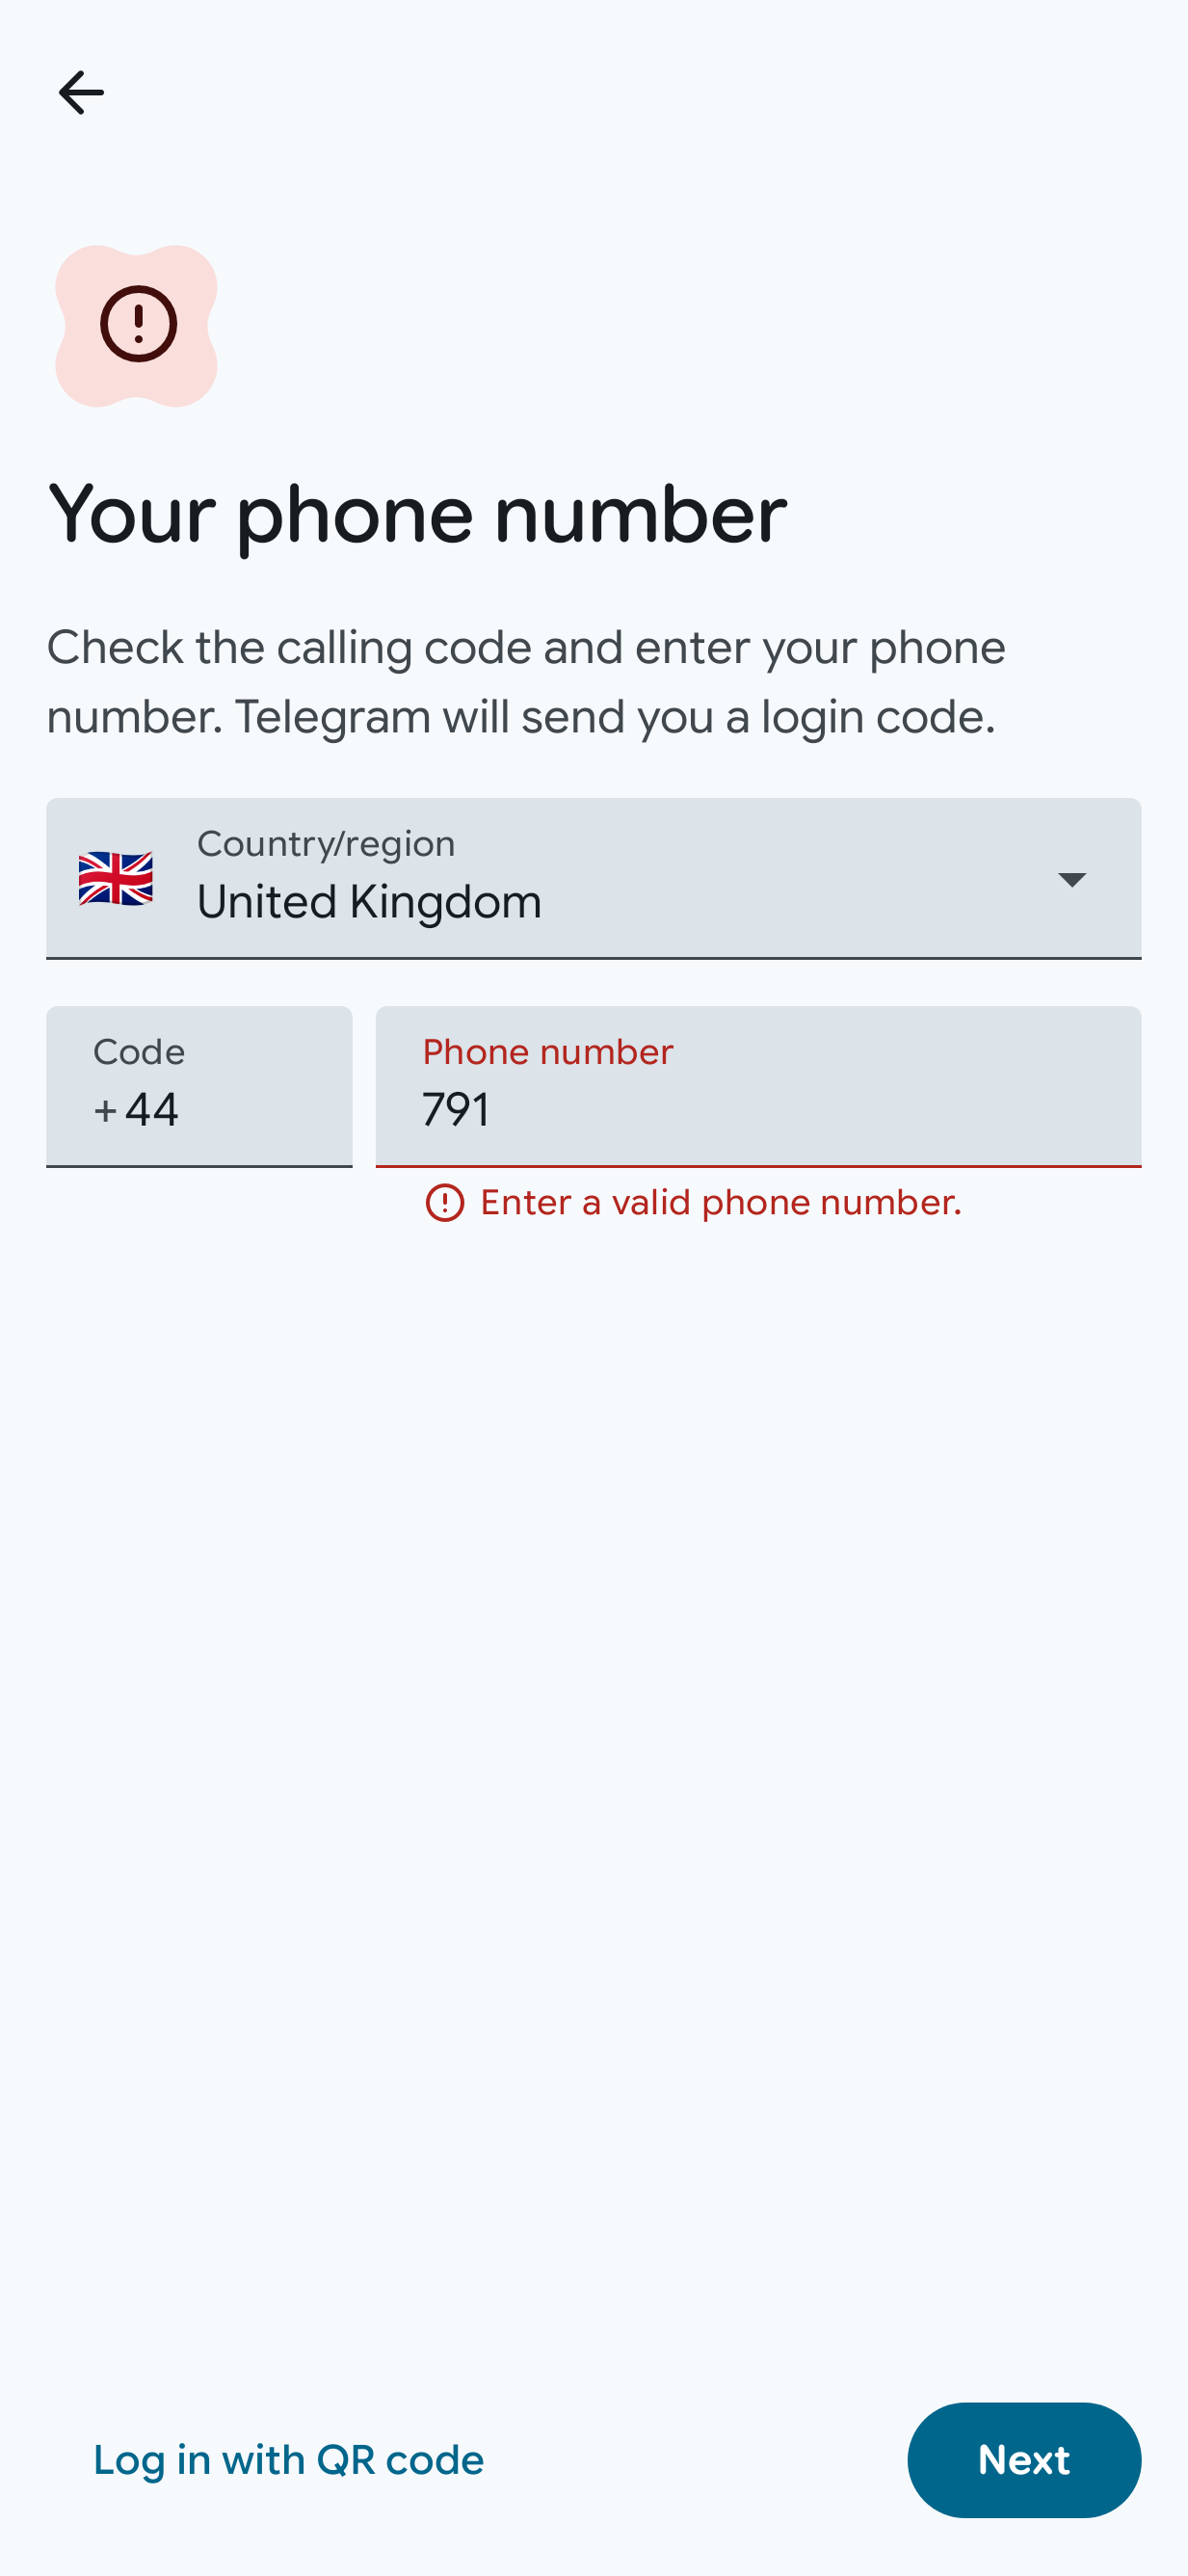 Your phone number
Check the calling code and enter your phone
number. Telegram will send you a login code.
Country/region
United Kingdom
Code
+44
Phone number
791
Enter a valid phone number.
Log in with QR code
Next